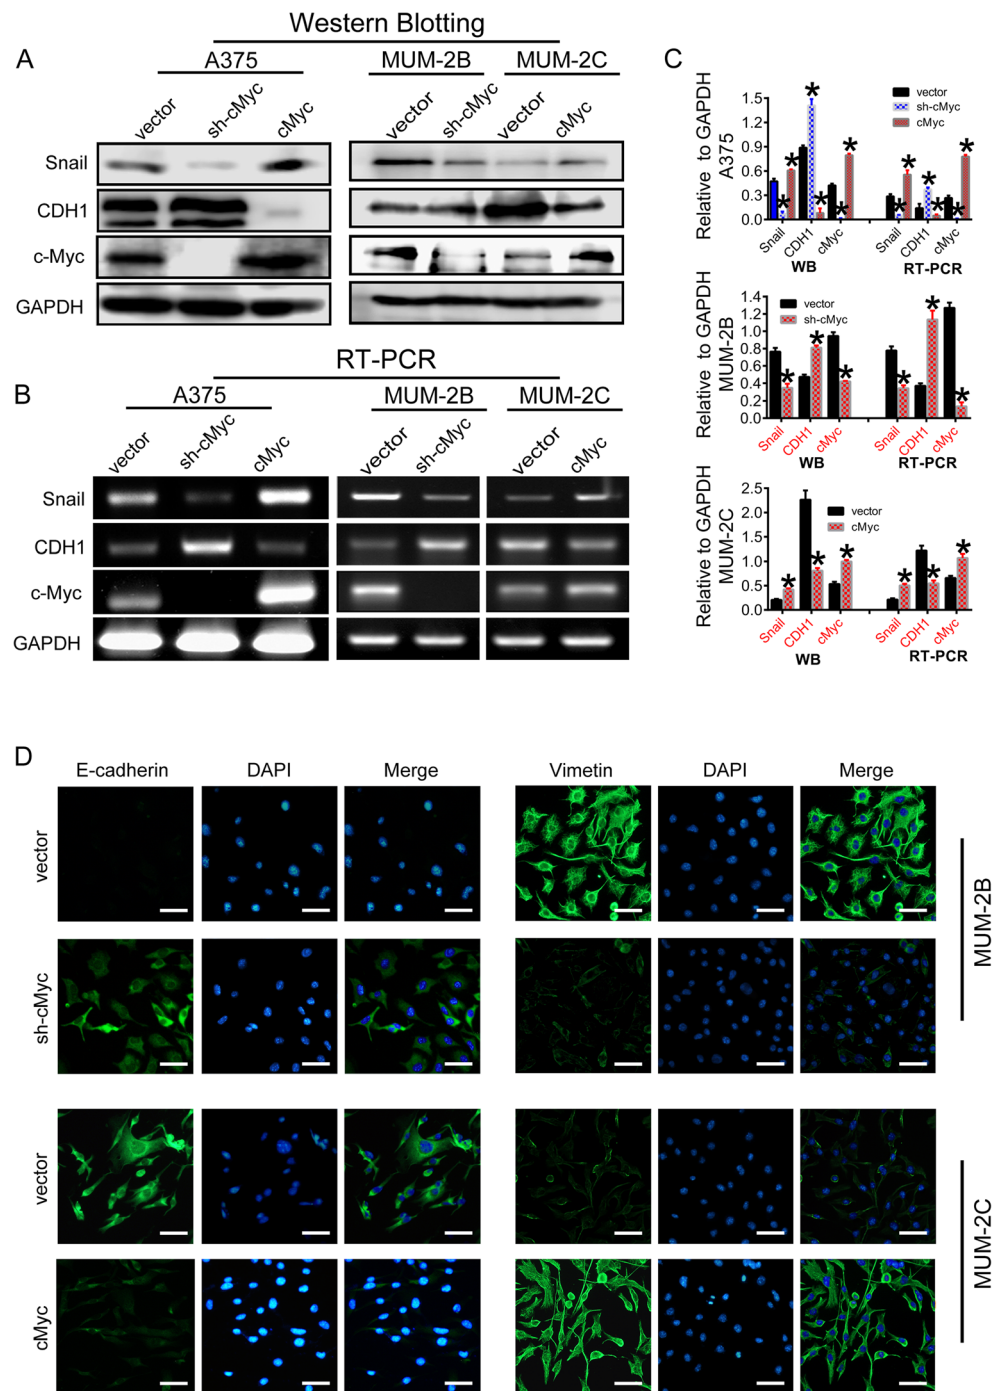 Western Blotting
A
A375
MUM-2B
MUM-2C
vector
sh-cMyc
cMyc
vector
sh-cMyc
vector
cMyc
Snail
CDH1
c-Myc
GAPDH
RT-PCR
B
A375
MUM-2B
MUM-2C
vector
sh-cMyc
cMyc
vector
sh-cMyc
vector
cMyc
Snail
CDH1
c-Myc
GAPDH
C
Relative to GAPDH
A375
1.5
1.2
0.9
0.6
0.3
0.0
vector
sh-cMyc
cMyc
* * * * * * * * * * * *
Snail CDH1 cMyc Snail CDH1 cMyc
WB RT-PCR
Relative to GAPDH
MUM-2B
1.4
1.2
1.0
0.8
0.6
0.4
0.2
0.0
vector
sh-cMyc
* * * * * *
Snail CDH1 cMyc Snail CDH1 cMyc
WB RT-PCR
Relative to GAPDH
MUM-2C
2.5
2.0
1.5
1.0
0.5
0.0
vector
cMyc
* * * * * *
Snail CDH1 cMyc Snail CDH1 cMyc
WB RT-PCR
D
E-cadherin DAPI Merge Vimetin DAPI Merge
vector
sh-cMyc
MUM-2B
vector
cMyc
MUM-2C